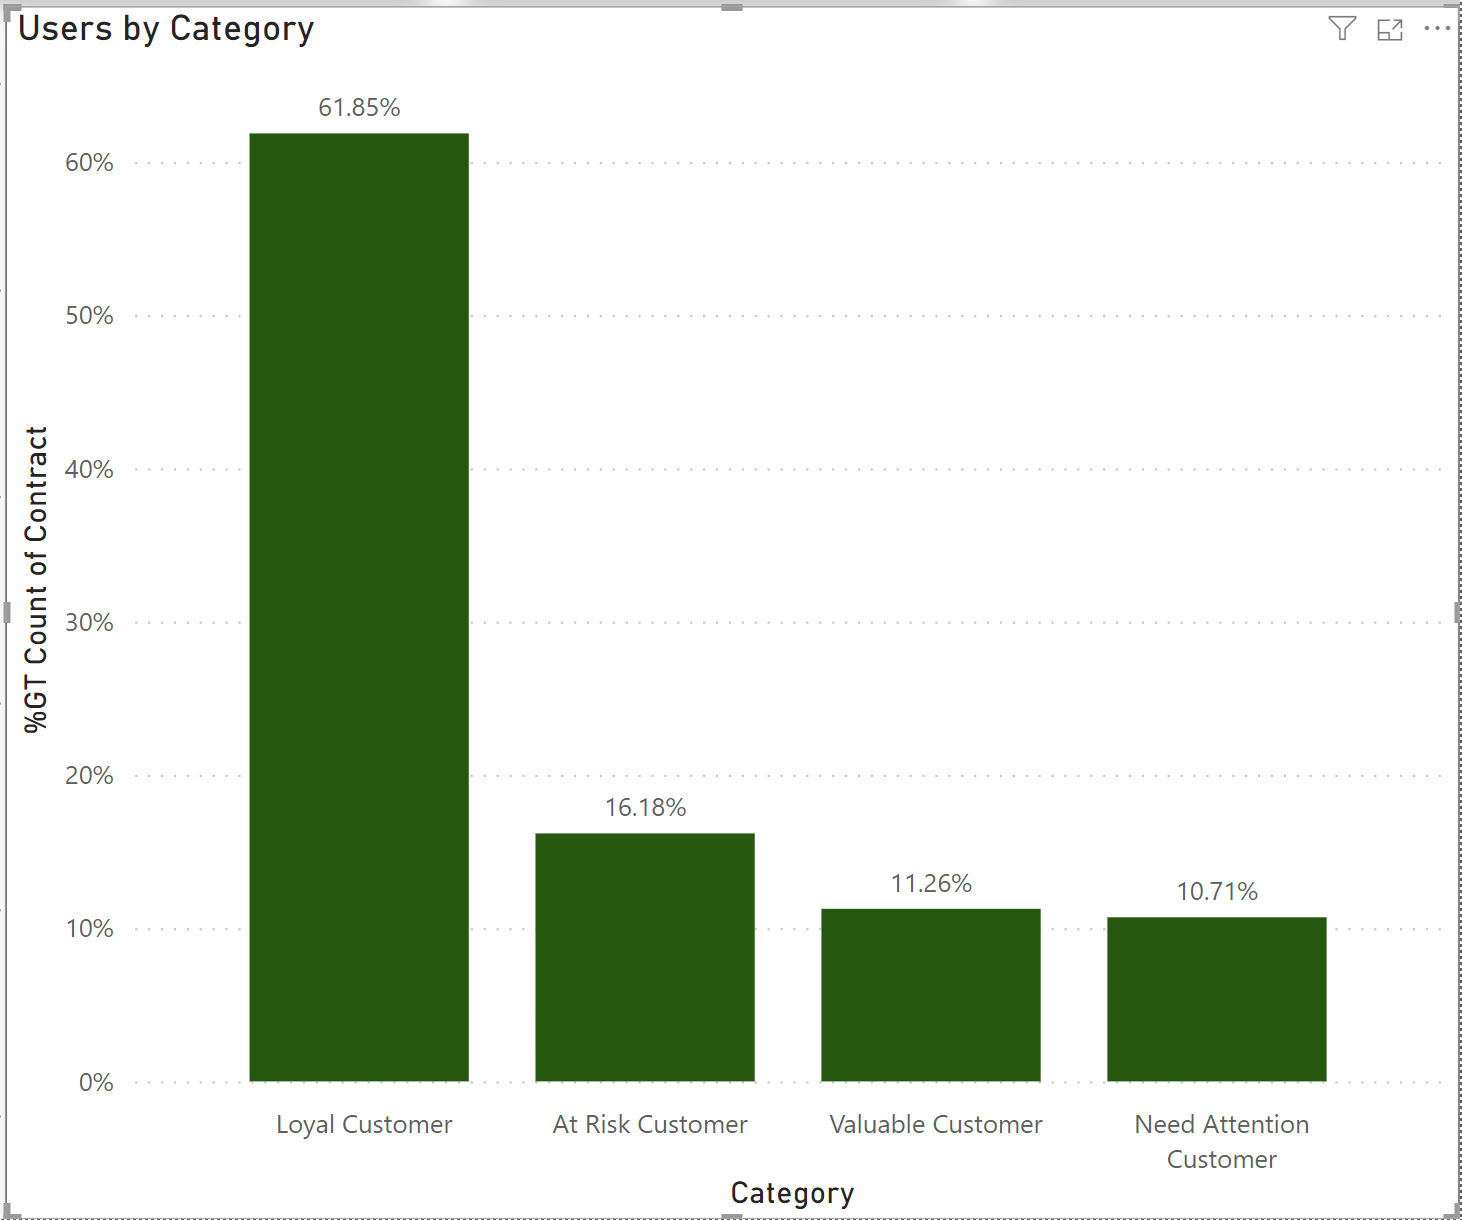 Users by Category
61.85%
60%
50%
40%
30%
20%
10%
0%
%GT Count of Contract
16.18%
11.26%
10.71%
Loyal Customer
At Risk Customer
Valuable Customer
Need Attention
Customer
Category